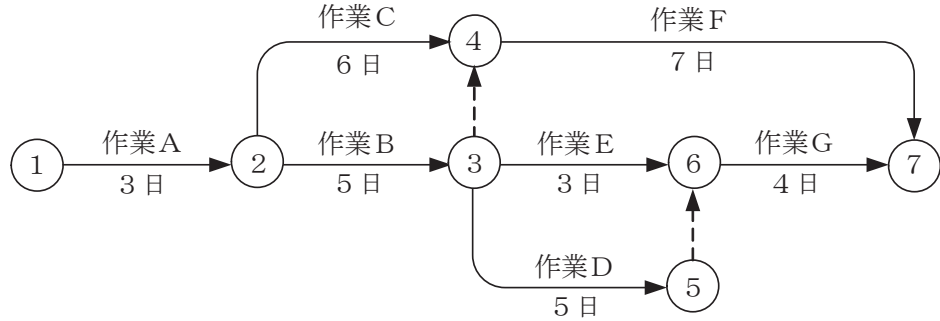 作業C
6日
④
作業F
7日
①
作業A
3日
②
作業B
5日
③
作業E
3日
⑥
作業G
4日
⑦
作業D
5日
⑤